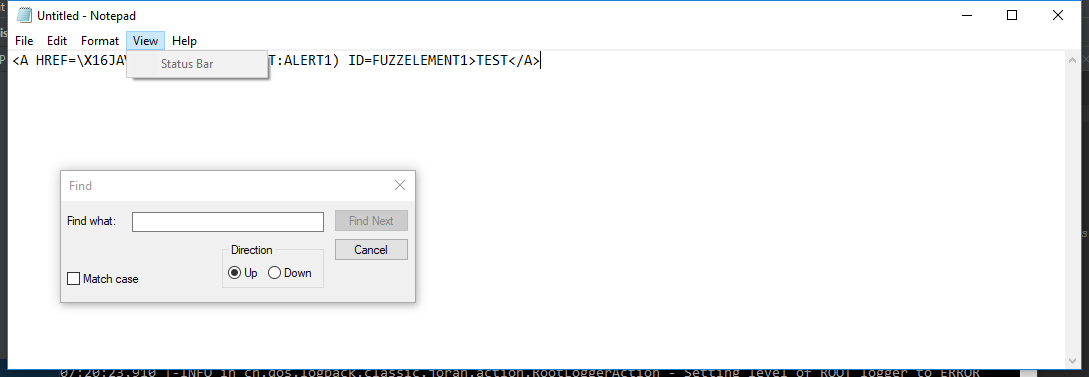 Untitled - Notepad
File Edit Format View Help
<A HREF=\X16JAV T:ALERT1) ID=FUZZELEMENT1>TEST</A>
Status Bar
Find
Find what:
Find Next
Cancel
Direction
Up Down
Match case
07:20:23.910 |-INFO in ch.qos.logback.classic.joran.action.RootLoggerAction - Setting level of ROOT logger to ERROR